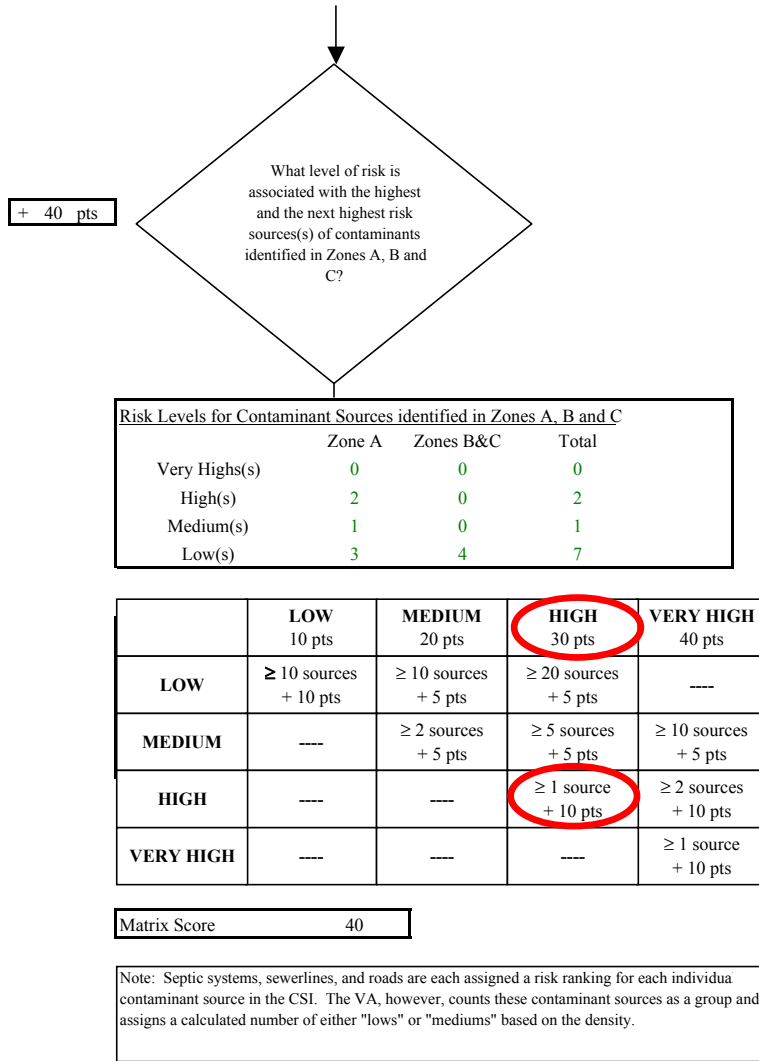 What level of risk is
associated with the highest
and the next highest risk
sources(s) of contaminants
identified in Zones A, B and
C?
+ 40 pts
Risk Levels for Contaminant Sources identified in Zones A, B and C
Zone A Zones B&C Total
Very Highs(s) 0 0 0
High(s) 2 0 2
Medium(s) 1 0 1
Low(s) 3 4 7
LOW MEDIUM HIGH VERY HIGH
10 pts 20 pts 30 pts 40 pts
LOW ≥ 10 sources ≥ 10 sources ≥ 20 sources ----
+ 10 pts + 5 pts + 5 pts
MEDIUM ---- ≥ 2 sources ≥ 5 sources ≥ 10 sources
+ 5 pts + 5 pts + 5 pts
HIGH ---- ---- ≥ 1 source ≥ 2 sources
+ 10 pts + 10 pts
VERY HIGH ---- ---- ---- ≥ 1 source
+ 10 pts
Matrix Score 40
Note: Septic systems, sewerlines, and roads are each assigned a risk ranking for each individua
contaminant source in the CSI. The VA, however, counts these contaminant sources as a group and
assigns a calculated number of either "lows" or "mediums" based on the density.